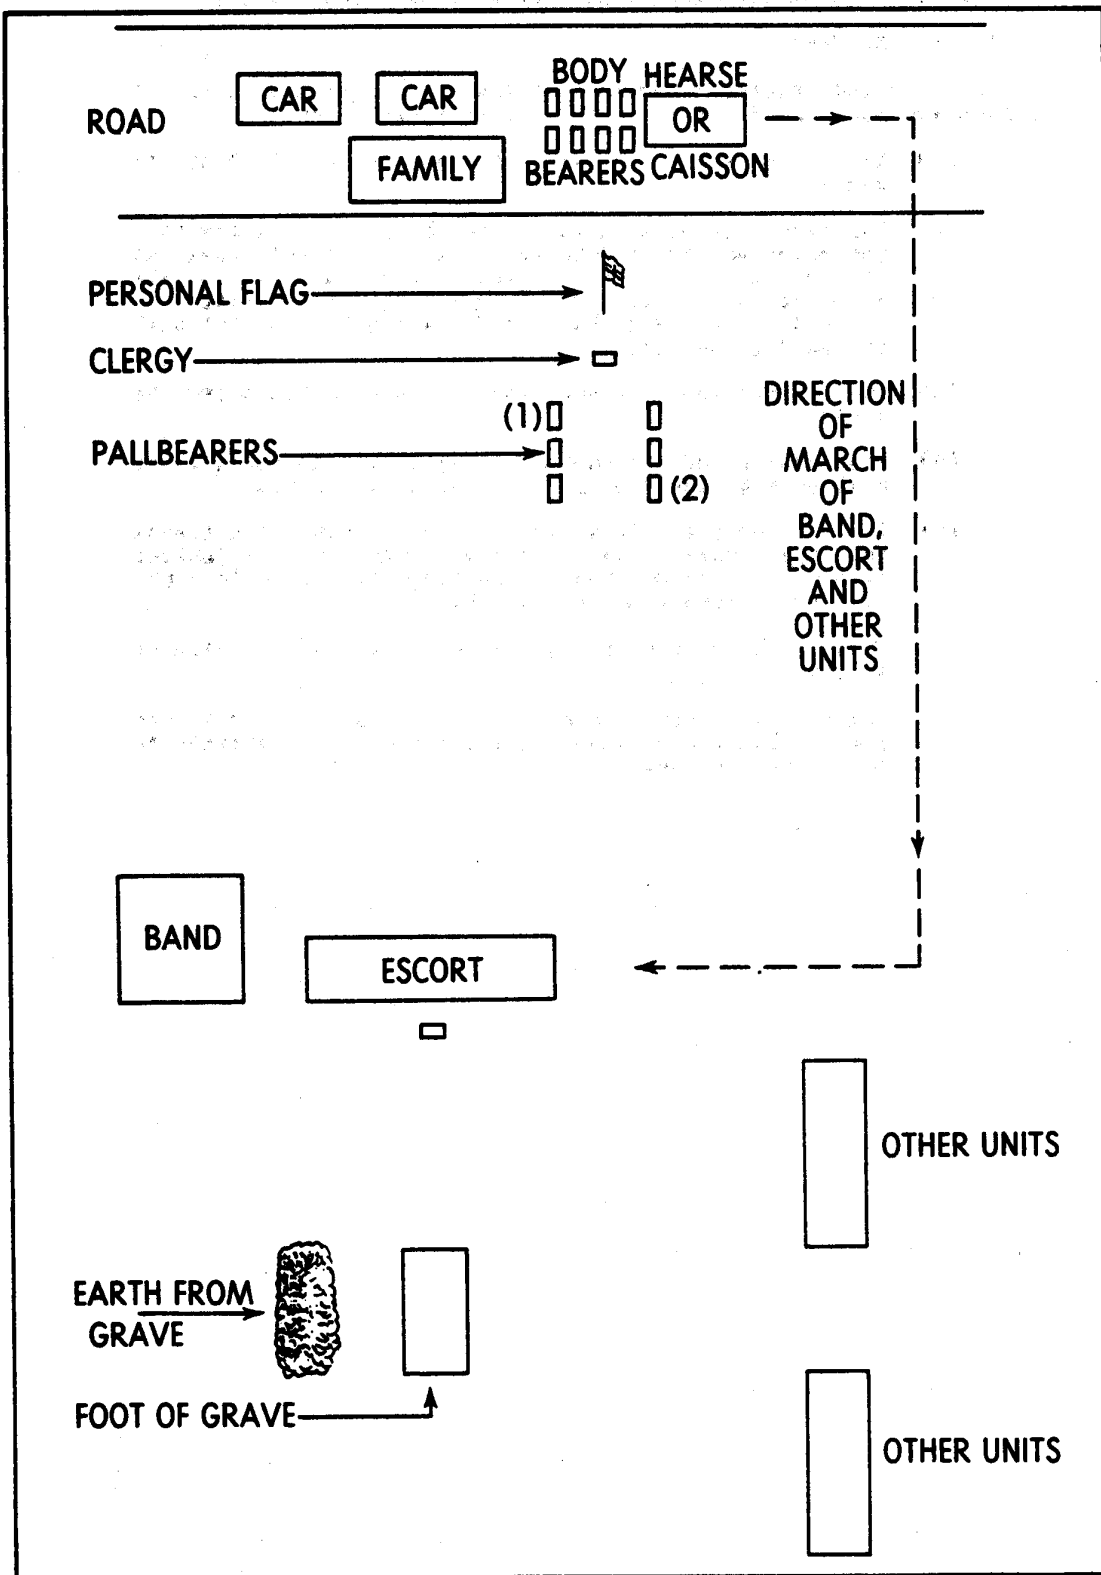 ROAD
CAR
CAR
FAMILY
BODY
BEARERS
HEARSE
OR
CAISSON
PERSONAL FLAG
CLERGY
(1)
PALLBEARERS
(2)
DIRECTION
OF
MARCH
OF
BAND,
ESCORT
AND
OTHER
UNITS
BAND
ESCORT
OTHER UNITS
EARTH FROM
GRAVE
FOOT OF GRAVE
OTHER UNITS